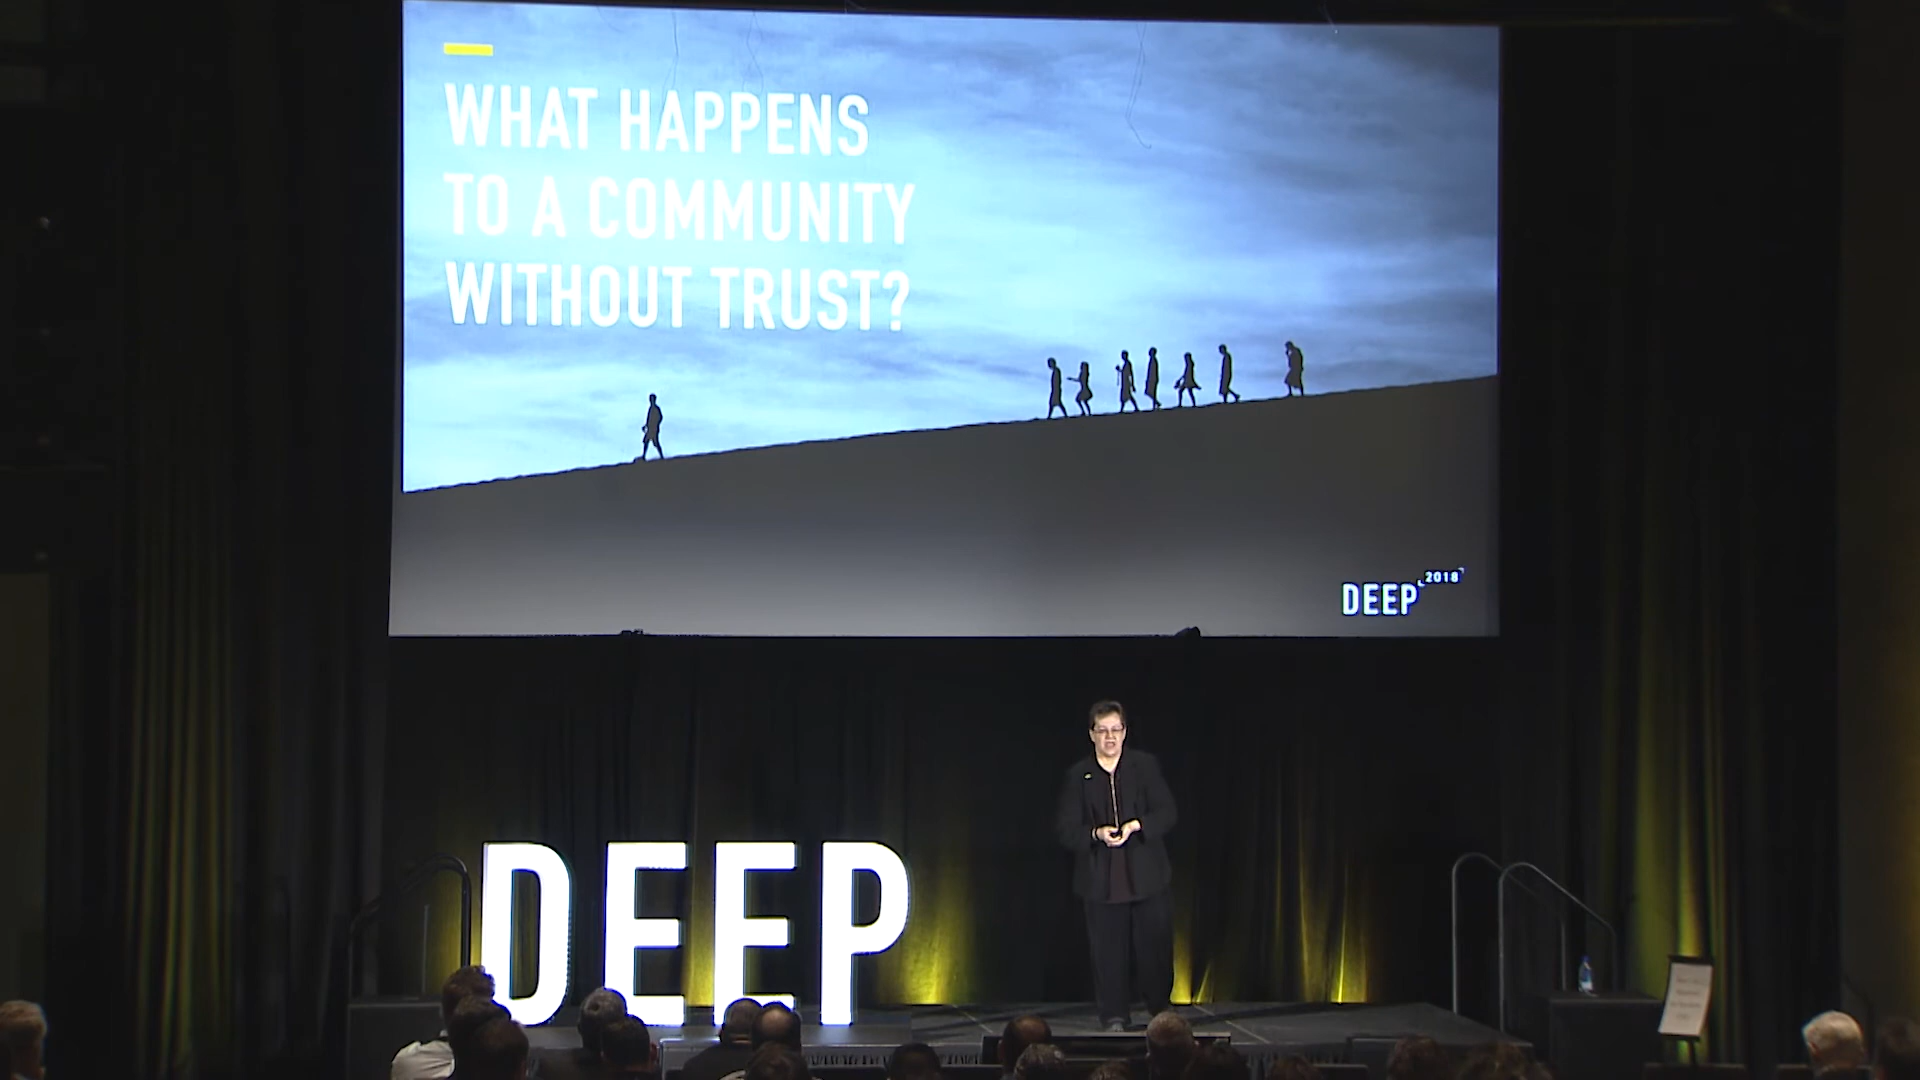 WHAT HAPPENS
TO A COMMUNITY
WITHOUT TRUST?
DEEP 2018
DEEP